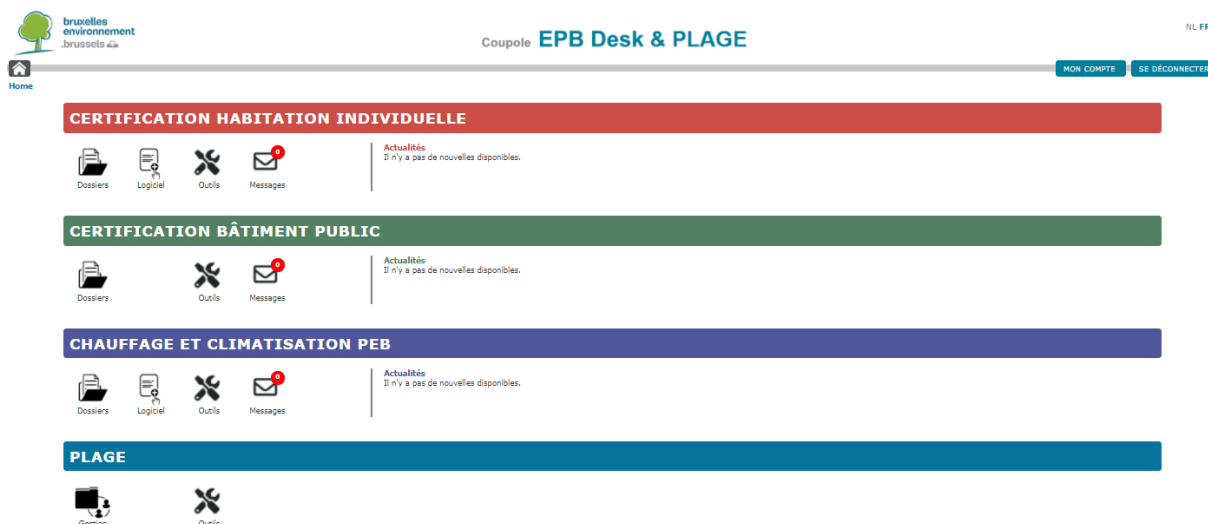 bruxelles
environnement
.brussels
Coupole EPB Desk & PLAGE
NL FR
MON COMPTE
SE DÉCONNECTER
Home
CERTIFICATION HABITATION INDIVIDUELLE
Dossiers
Logiciel
Outils
0
Messages
Actualités
Il n'y a pas de nouvelles disponibles.
CERTIFICATION BÂTIMENT PUBLIC
Dossiers
Outils
0
Messages
Actualités
Il n'y a pas de nouvelles disponibles.
CHAUFFAGE ET CLIMATISATION PEB
Dossiers
Logiciel
Outils
0
Messages
Actualités
Il n'y a pas de nouvelles disponibles.
PLAGE
Gestion
Outils